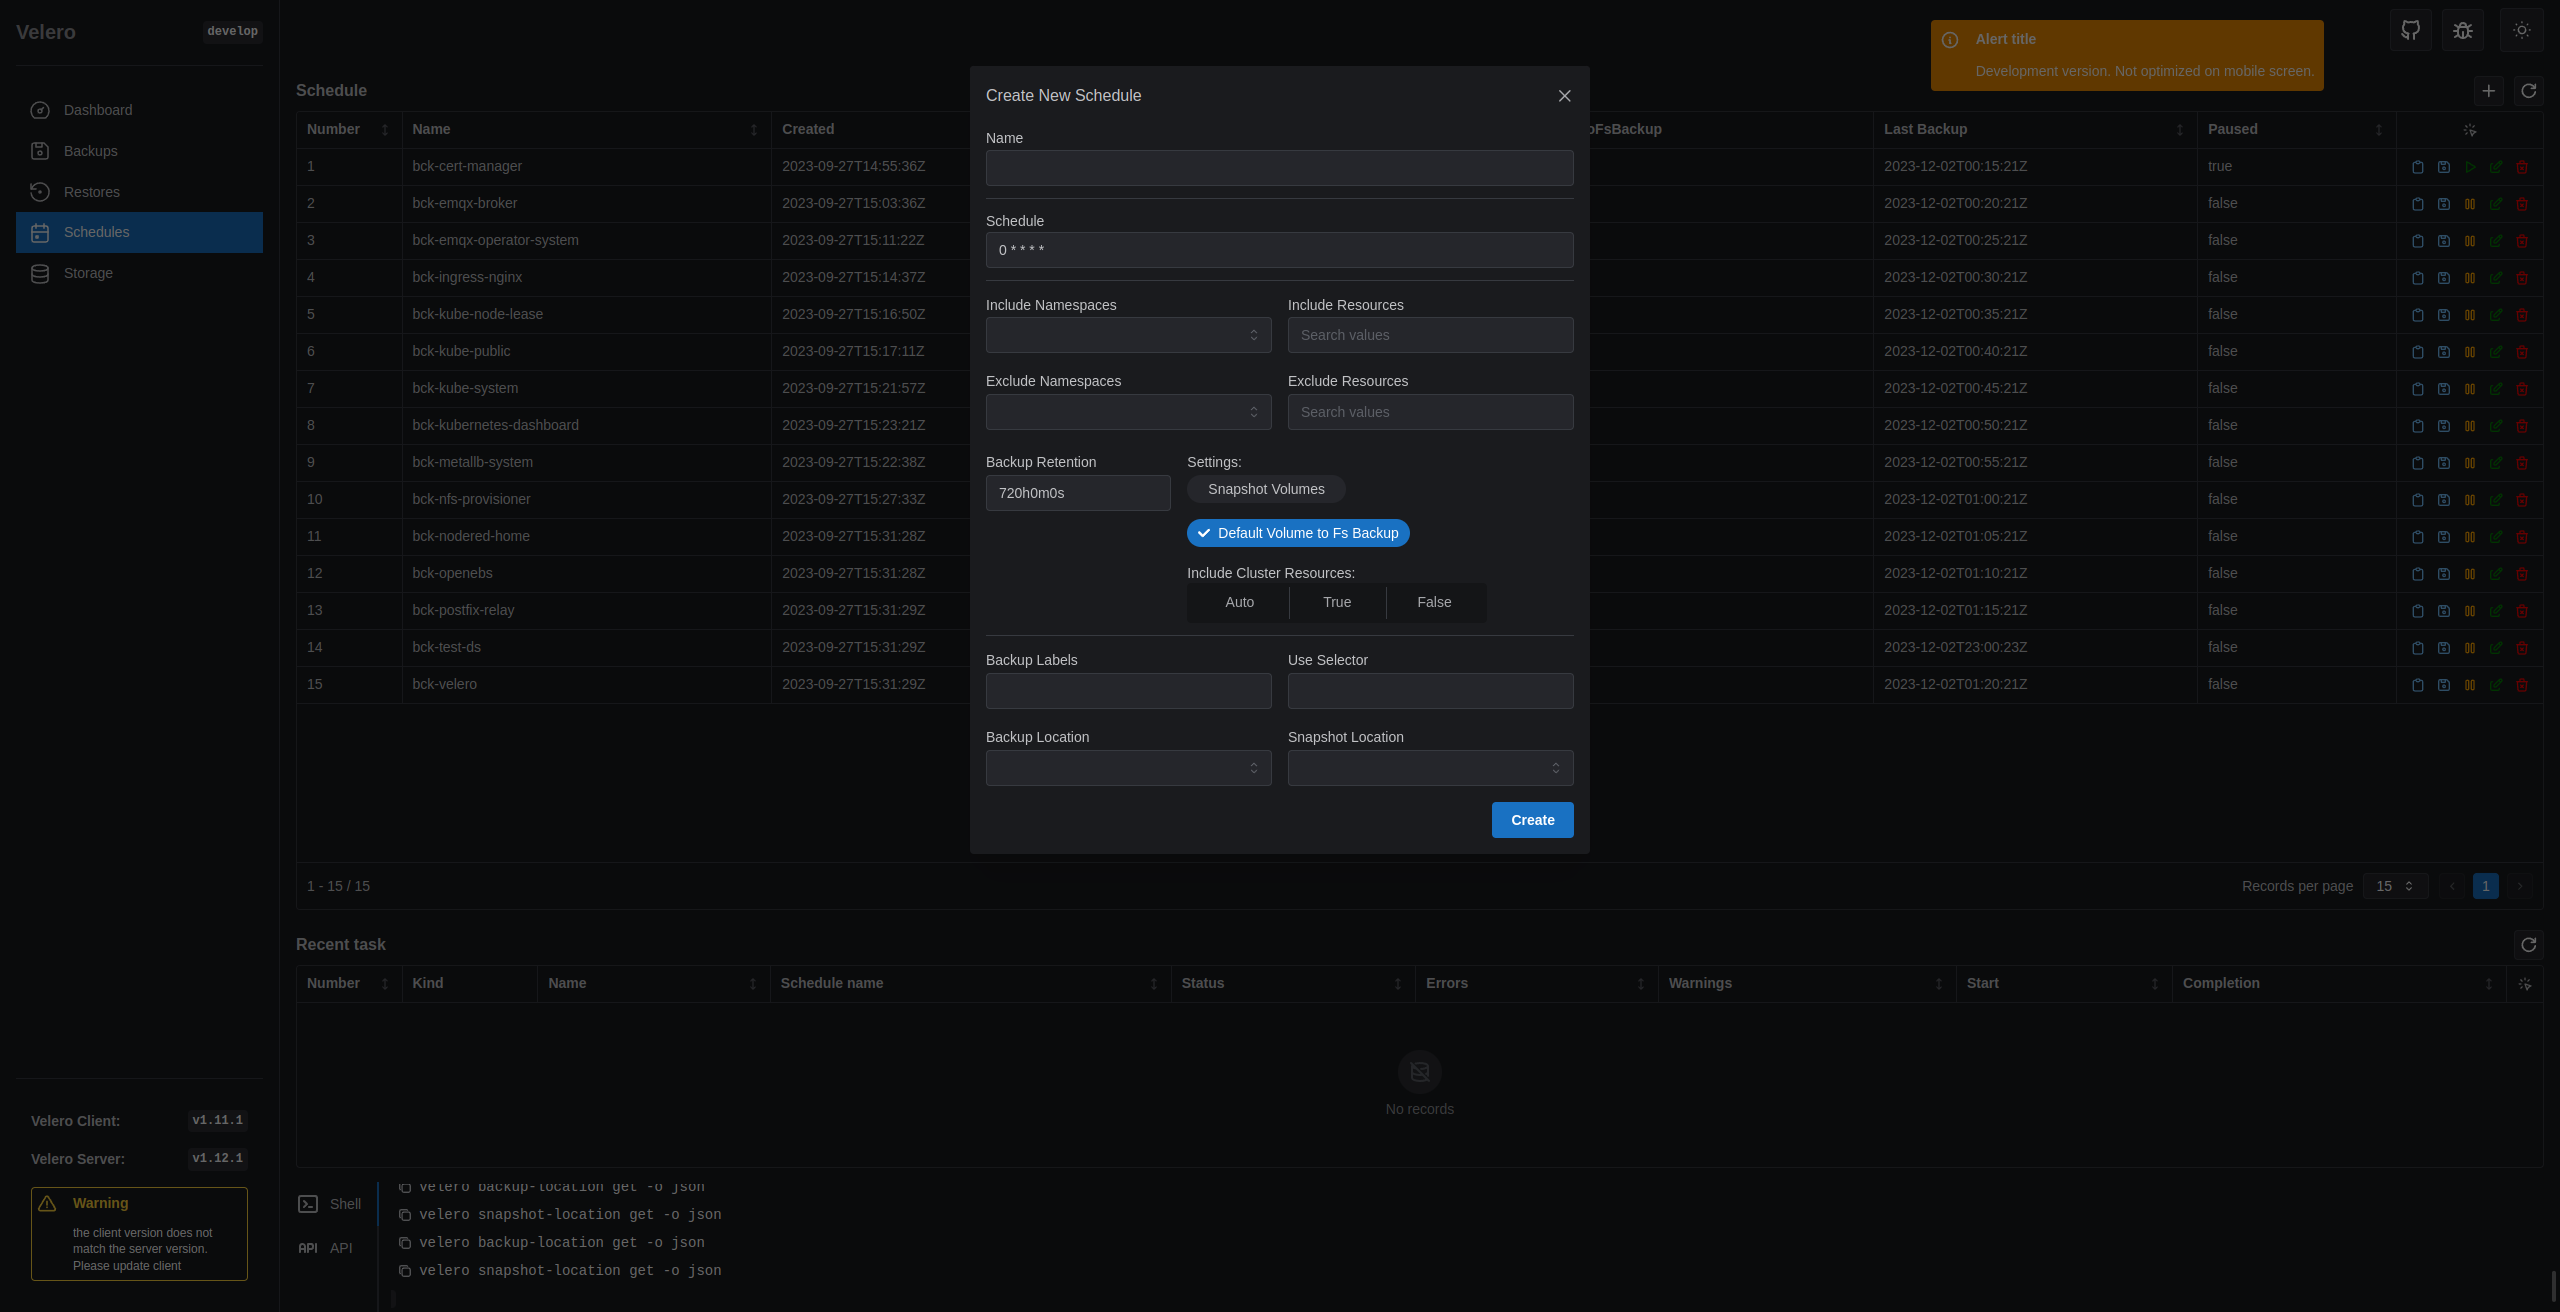 Velero develop
Dashboard
Backups
Restores
Schedules
Storage
Velero Client: v1.11.1
Velero Server: v1.12.1
Warning
the client version does not
match the server version.
Please update client
Alert title
Development version. Not optimized on mobile screen.
Schedule
Number Name Created Last Backup Paused
1 bck-cert-manager 2023-09-27T14:55:36Z 2023-12-02T00:15:21Z true
2 bck-emqx-broker 2023-09-27T15:03:36Z 2023-12-02T00:20:21Z false
3 bck-emqx-operator-system 2023-09-27T15:11:22Z 2023-12-02T00:25:21Z false
4 bck-ingress-nginx 2023-09-27T15:14:37Z 2023-12-02T00:30:21Z false
5 bck-kube-node-lease 2023-09-27T15:16:50Z 2023-12-02T00:35:21Z false
6 bck-kube-public 2023-09-27T15:17:11Z 2023-12-02T00:40:21Z false
7 bck-kube-system 2023-09-27T15:21:57Z 2023-12-02T00:45:21Z false
8 bck-kubernetes-dashboard 2023-09-27T15:23:21Z 2023-12-02T00:50:21Z false
9 bck-metallb-system 2023-09-27T15:22:38Z 2023-12-02T00:55:21Z false
10 bck-nfs-provisioner 2023-09-27T15:27:33Z 2023-12-02T01:00:21Z false
11 bck-nodered-home 2023-09-27T15:31:28Z 2023-12-02T01:05:21Z false
12 bck-openebs 2023-09-27T15:31:28Z 2023-12-02T01:10:21Z false
13 bck-postfix-relay 2023-09-27T15:31:29Z 2023-12-02T01:15:21Z false
14 bck-test-ds 2023-09-27T15:31:29Z 2023-12-02T23:00:23Z false
15 bck-velero 2023-09-27T15:31:29Z 2023-12-02T01:20:21Z false
1 - 15 / 15 Records per page 15 1
Create New Schedule
Name
Schedule
0 * * * *
Include Namespaces Include Resources
Search values
Exclude Namespaces Exclude Resources
Search values
Backup Retention Settings:
720h0m0s Snapshot Volumes
Default Volume to Fs Backup
Include Cluster Resources:
Auto True False
Backup Labels Use Selector
Backup Location Snapshot Location
Create
Recent task
Number Kind Name Schedule name Status Errors Warnings Start Completion
No records
Shell
API API
velero backup-location get -o json
velero snapshot-location get -o json
velero backup-location get -o json
velero snapshot-location get -o json